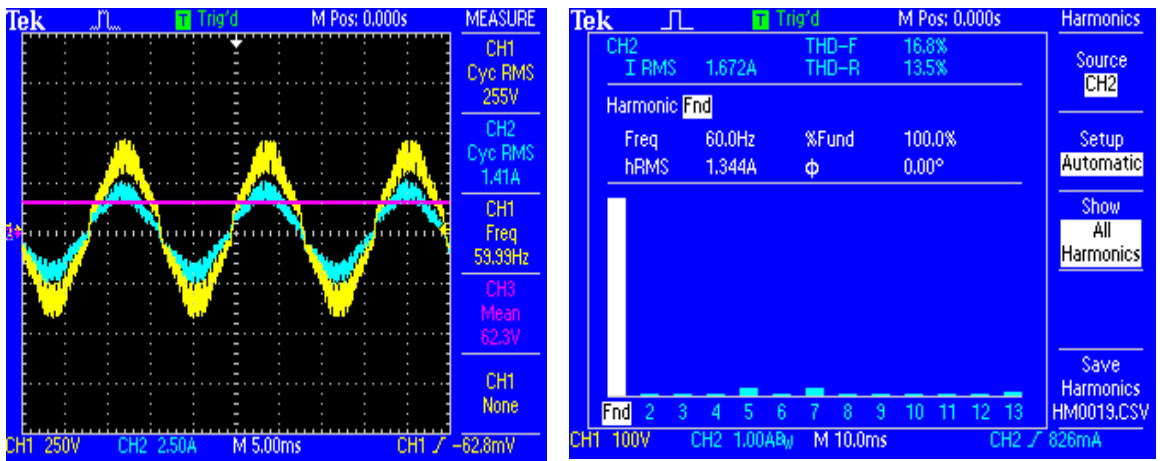 Tek T Trig'd M Pos: 0.000s MEASURE
CH1
Cyc RMS
255V
CH2
Cyc RMS
1.41A
CH1
Freq
59.99Hz
CH3
Mean
62.3V
CH1
None
CH1 250V CH2 2.50A M 5.00ms CH1 -62.8mV
Tek T Trig'd M Pos: 0.000s Harmonics
CH2 THD-F 16.8%
I RMS 1.672A THD-R 13.5%
Harmonic Fnd
Freq 60.0Hz %Fund 100.0%
hRMS 1.344A ϕ 0.00°
Fnd 2 3 4 5 6 7 8 9 10 11 12 13
Source
CH2
Setup
Automatic
Show
All
Harmonics
Save
Harmonics
HM0019.CSV
CH1 100V CH2 1.00ABw M 10.0ms CH2 826mA